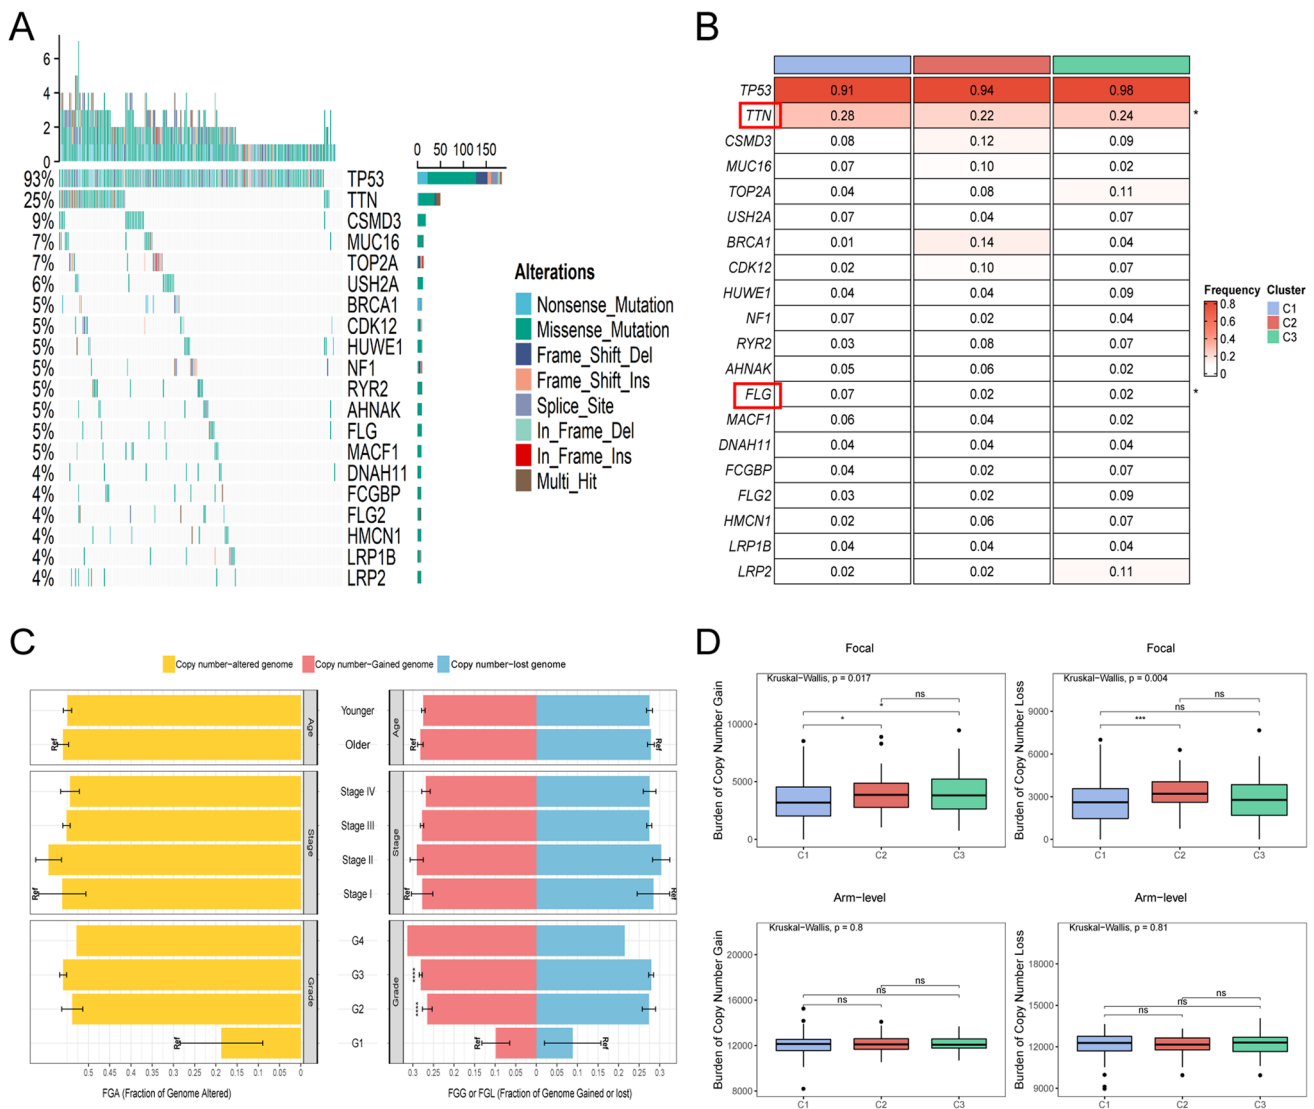 A
6
4
2
0
0 50 100 150
93% TP53
25% TTN
9% CSMD3
7% MUC16
7% TOP2A
6% USH2A
5% BRCA1
5% CDK12
5% HUWE1
5% NF1
5% RYR2
5% AHNAK
5% FLG
5% MACF1
4% DNAH11
4% FCGBP
4% FLG2
4% HMCN1
4% LRP1B
4% LRP2
Alterations
Nonsense_Mutation
Missense_Mutation
Frame_Shift_Del
Frame_Shift_Ins
Splice_Site
In_Frame_Del
In_Frame_Ins
Multi_Hit
B
TP53 0.91 0.94 0.98
TTN 0.28 0.22 0.24 *
CSMD3 0.08 0.12 0.09
MUC16 0.07 0.10 0.02
TOP2A 0.04 0.08 0.11
USH2A 0.07 0.04 0.07
BRCA1 0.01 0.14 0.04
CDK12 0.02 0.10 0.07
HUWE1 0.04 0.04 0.09
NF1 0.07 0.02 0.04
RYR2 0.03 0.08 0.07
AHNAK 0.05 0.06 0.02
FLG 0.07 0.02 0.02 *
MACF1 0.06 0.04 0.02
DNAH11 0.04 0.04 0.04
FCGBP 0.04 0.02 0.07
FLG2 0.03 0.02 0.09
HMCN1 0.02 0.06 0.07
LRP1B 0.04 0.04 0.04
LRP2 0.02 0.02 0.11
Frequency Cluster
0.8 C1
0.6 C2
0.4 C3
0.2
0
C
Copy number-altered genome Copy number-Gained genome Copy number-lost genome
Younger
Ref Older Ref Ref
Age Age
Stage IV
Stage III
Stage II
Ref Stage I Ref Ref
Stage Stage
G4
G3 ****
G2 ****
Ref G1 Ref Ref
Grade Grade
0.5 0.45 0.4 0.35 0.3 0.25 0.2 0.15 0.1 0.05 0
0.3 0.25 0.2 0.15 0.1 0.05 0 0.05 0.1 0.15 0.2 0.25 0.3
FGA (Fraction of Genome Altered)
FGG or FGL (Fraction of Genome Gained or lost)
D
Focal
Kruskal-Wallis, p = 0.017
ns
*
*
Burden of Copy Number Gain
10000
5000
0
C1 C2 C3
Focal
Kruskal-Wallis, p = 0.004
ns
ns
***
Burden of Copy Number Loss
9000
6000
3000
0
C1 C2 C3
Arm-level
Kruskal-Wallis, p = 0.8
ns
ns
ns
Burden of Copy Number Gain
20000
16000
12000
8000
C1 C2 C3
Arm-level
Kruskal-Wallis, p = 0.81
ns
ns
ns
Burden of Copy Number Loss
18000
15000
12000
9000
C1 C2 C3